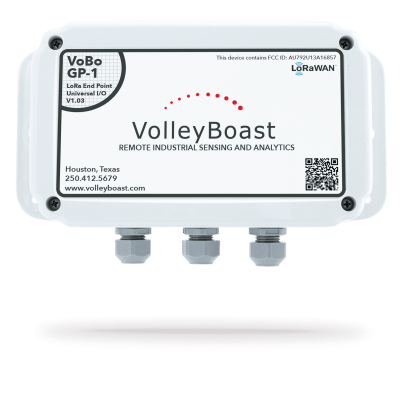 VoBo
GP-1
LoRa End Point
Universal I/O
V1.03
This device contains FCC ID: AU792U13A16857
LoRaWAN
VolleyBoast
REMOTE INDUSTRIAL SENSING AND ANALYTICS
Houston, Texas
250.412.5679
www.volleyboast.com